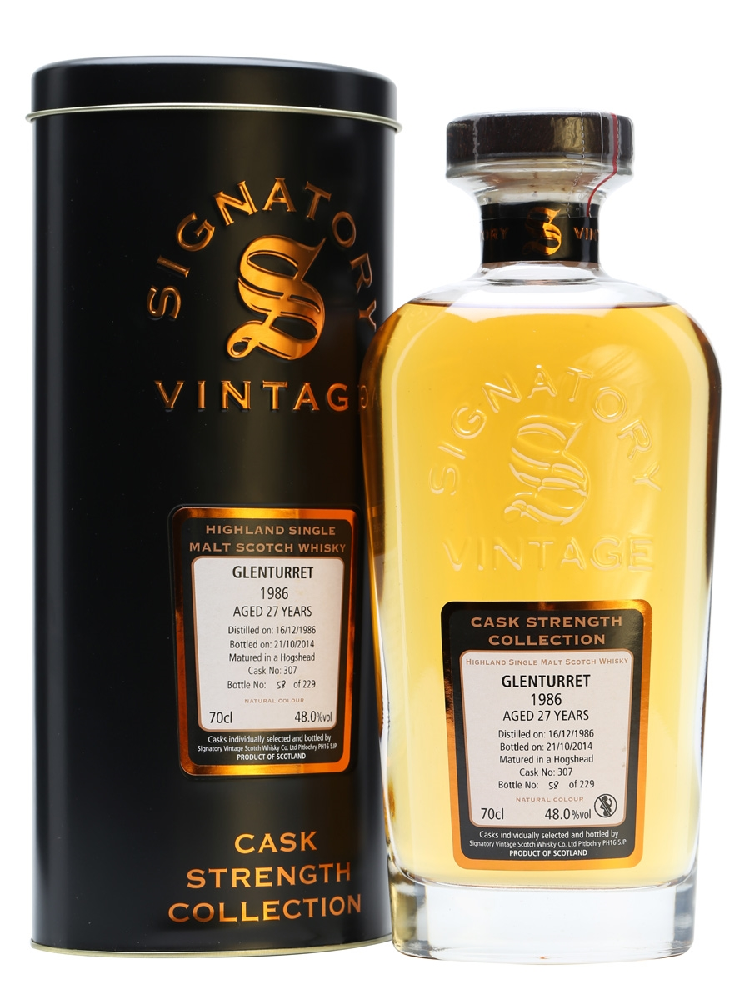 SIGNATORY
S
VINTAGE
HIGHLAND SINGLE
MALT SCOTCH WHISKY
GLENTURRET
1986
AGED 27 YEARS
Distilled on: 16/12/1986
Bottled on: 21/10/2014
Matured in a Hogshead
Cask No: 307
Bottle No: 58 of 229
NATURAL COLOUR
70cl 48.0%vol
Casks individually selected and bottled by
Signatory Vintage Scotch Whisky Co. Ltd Pitlochry PH16 5JP
PRODUCT OF SCOTLAND
CASK
STRENGTH
COLLECTION
ORY S VIN
SIGNATORY
S
VINTAGE
CASK STRENGTH
COLLECTION
HIGHLAND SINGLE MALT SCOTCH WHISKY
GLENTURRET
1986
AGED 27 YEARS
Distilled on: 16/12/1986
Bottled on: 21/10/2014
Matured in a Hogshead
Cask No: 307
Bottle No: 58 of 229
NATURAL COLOUR
70cl 48.0%vol
Casks individually selected and bottled by
Signatory Vintage Scotch Whisky Co. Ltd Pitlochry PH16 5JP
PRODUCT OF SCOTLAND